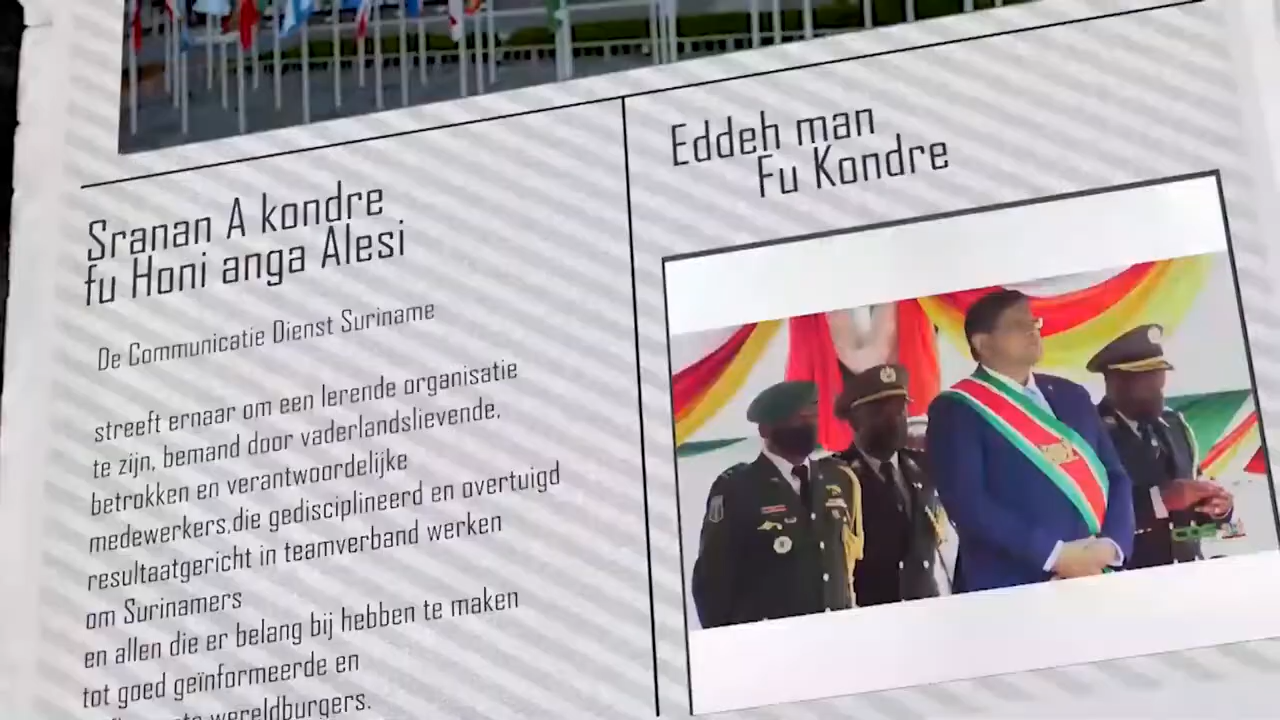 Sranan A kondre
fu Honi anga Alesi
De Communicatie Dienst Suriname
streeft ernaar om een lerende organisatie
te zijn, bemand door vaderlandslievende,
betrokken en verantwoordelijke
medewerkers,die gedisciplineerd en overtuigd
resultaatgericht in teamverband werken
om Surinamers
en allen die er belang bij hebben te maken
tot goed geïnformeerde en
wereldburgers.
Eddeh man
Fu Kondre